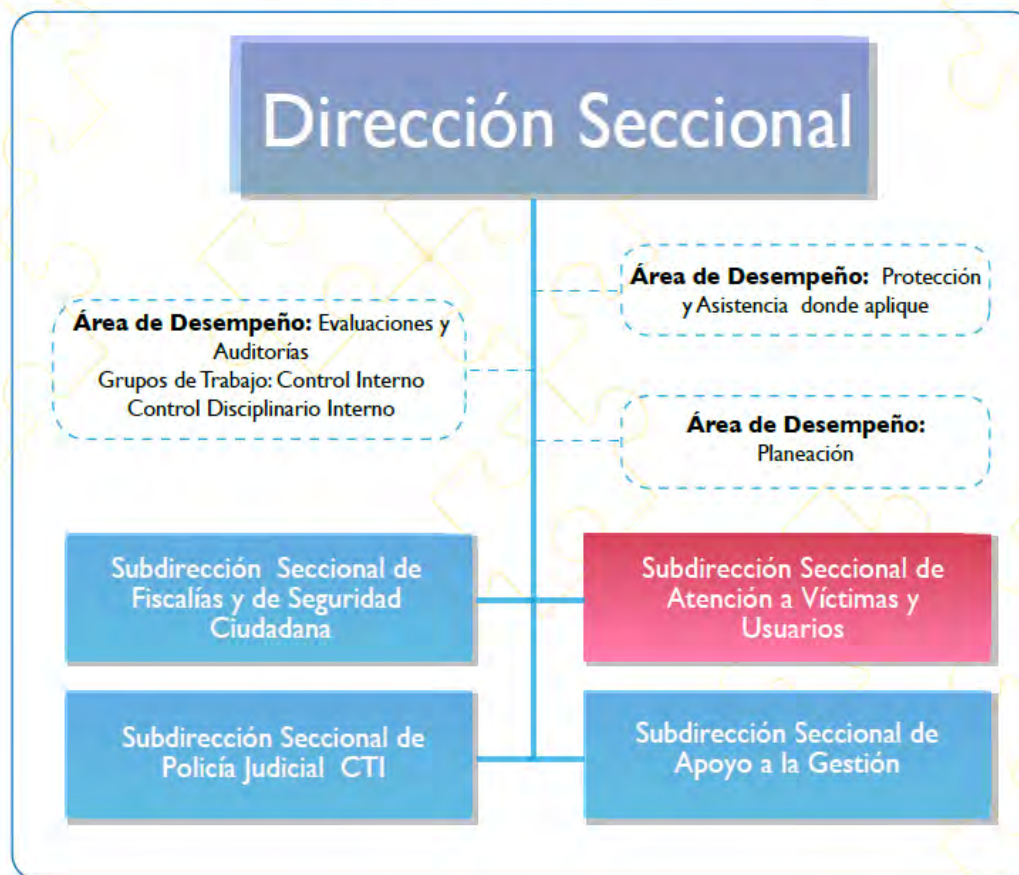 Dirección Seccional
Área de Desempeño: Protección
y Asistencia donde aplique
Área de Desempeño: Evaluaciones y
Auditorías
Grupos de Trabajo: Control Interno
Control Disciplinario Interno
Área de Desempeño:
Planeación
Subdirección Seccional de
Fiscalías y de Seguridad
Ciudadana
Subdirección Seccional de
Atención a Víctimas y
Usuarios
Subdirección Seccional de
Policía Judicial CTI
Subdirección Seccional de
Apoyo a la Gestión